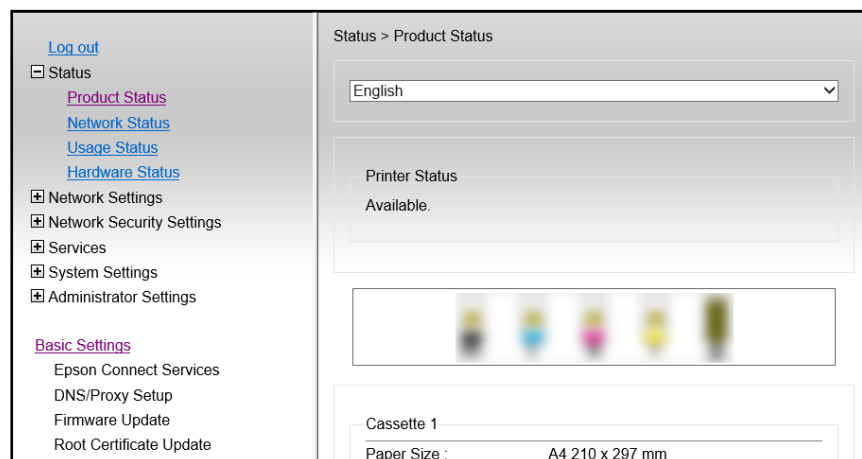 Log out
Status
Product Status
Network Status
Usage Status
Hardware Status
Network Settings
Network Security Settings
Services
System Settings
Administrator Settings
Basic Settings
Epson Connect Services
DNS/Proxy Setup
Firmware Update
Root Certificate Update
Status > Product Status
English
Printer Status
Available.
Cassette 1
Paper Size : A4 210 x 297 mm